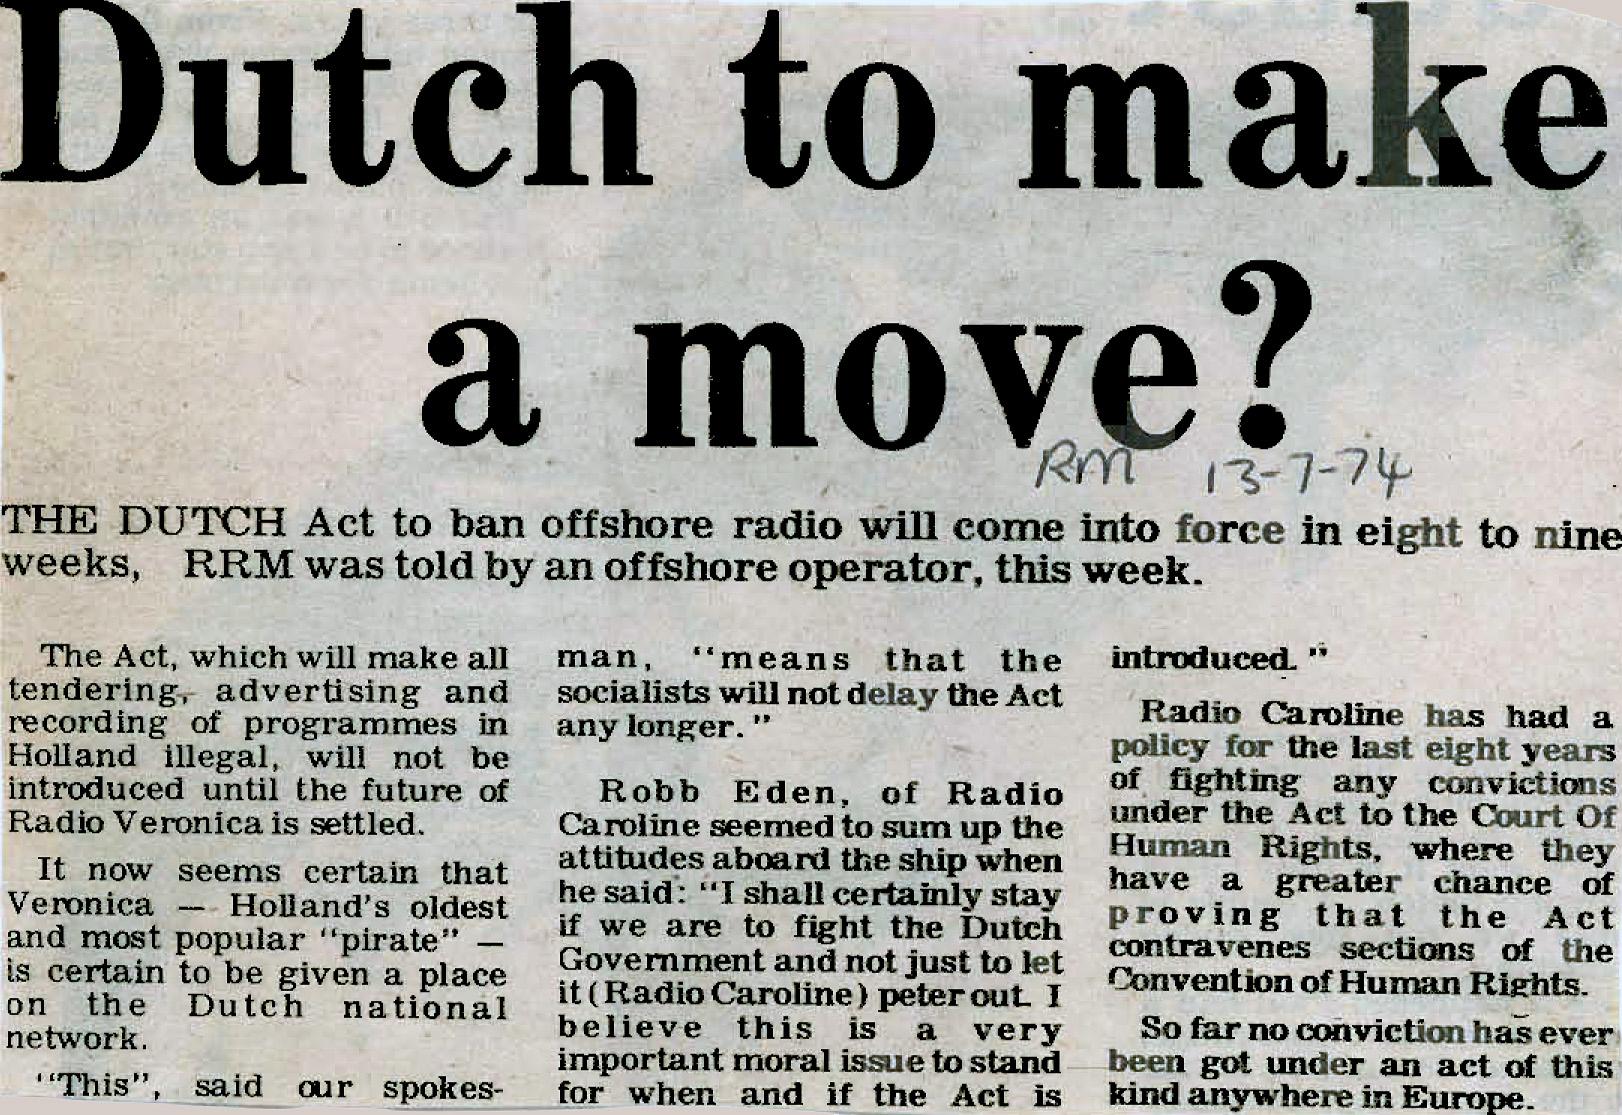 Dutch to make
a move?
RM 13-7-74
THE DUTCH Act to ban offshore radio will come into force in eight to nine
weeks, RRM was told by an offshore operator, this week.
The Act, which will make all
tendering, advertising and
recording of programmes in
Holland illegal, will not be
introduced until the future of
Radio Veronica is settled.
It now seems certain that
Veronica — Holland's oldest
and most popular "pirate" —
is certain to be given a place
on the Dutch national
network.
"This", said our spokes-
man, "means that the
socialists will not delay the Act
any longer."
Robb Eden, of Radio
Caroline seemed to sum up the
attitudes aboard the ship when
he said: "I shall certainly stay
if we are to fight the Dutch
Government and not just to let
it (Radio Caroline) peter out. I
believe this is a very
important moral issue to stand
for when and if the Act is
introduced."
Radio Caroline has had a
policy for the last eight years
of fighting any convictions
under the Act to the Court Of
Human Rights, where they
have a greater chance of
proving that the Act
contravenes sections of the
Convention of Human Rights.
So far no conviction has ever
been got under an act of this
kind anywhere in Europe.